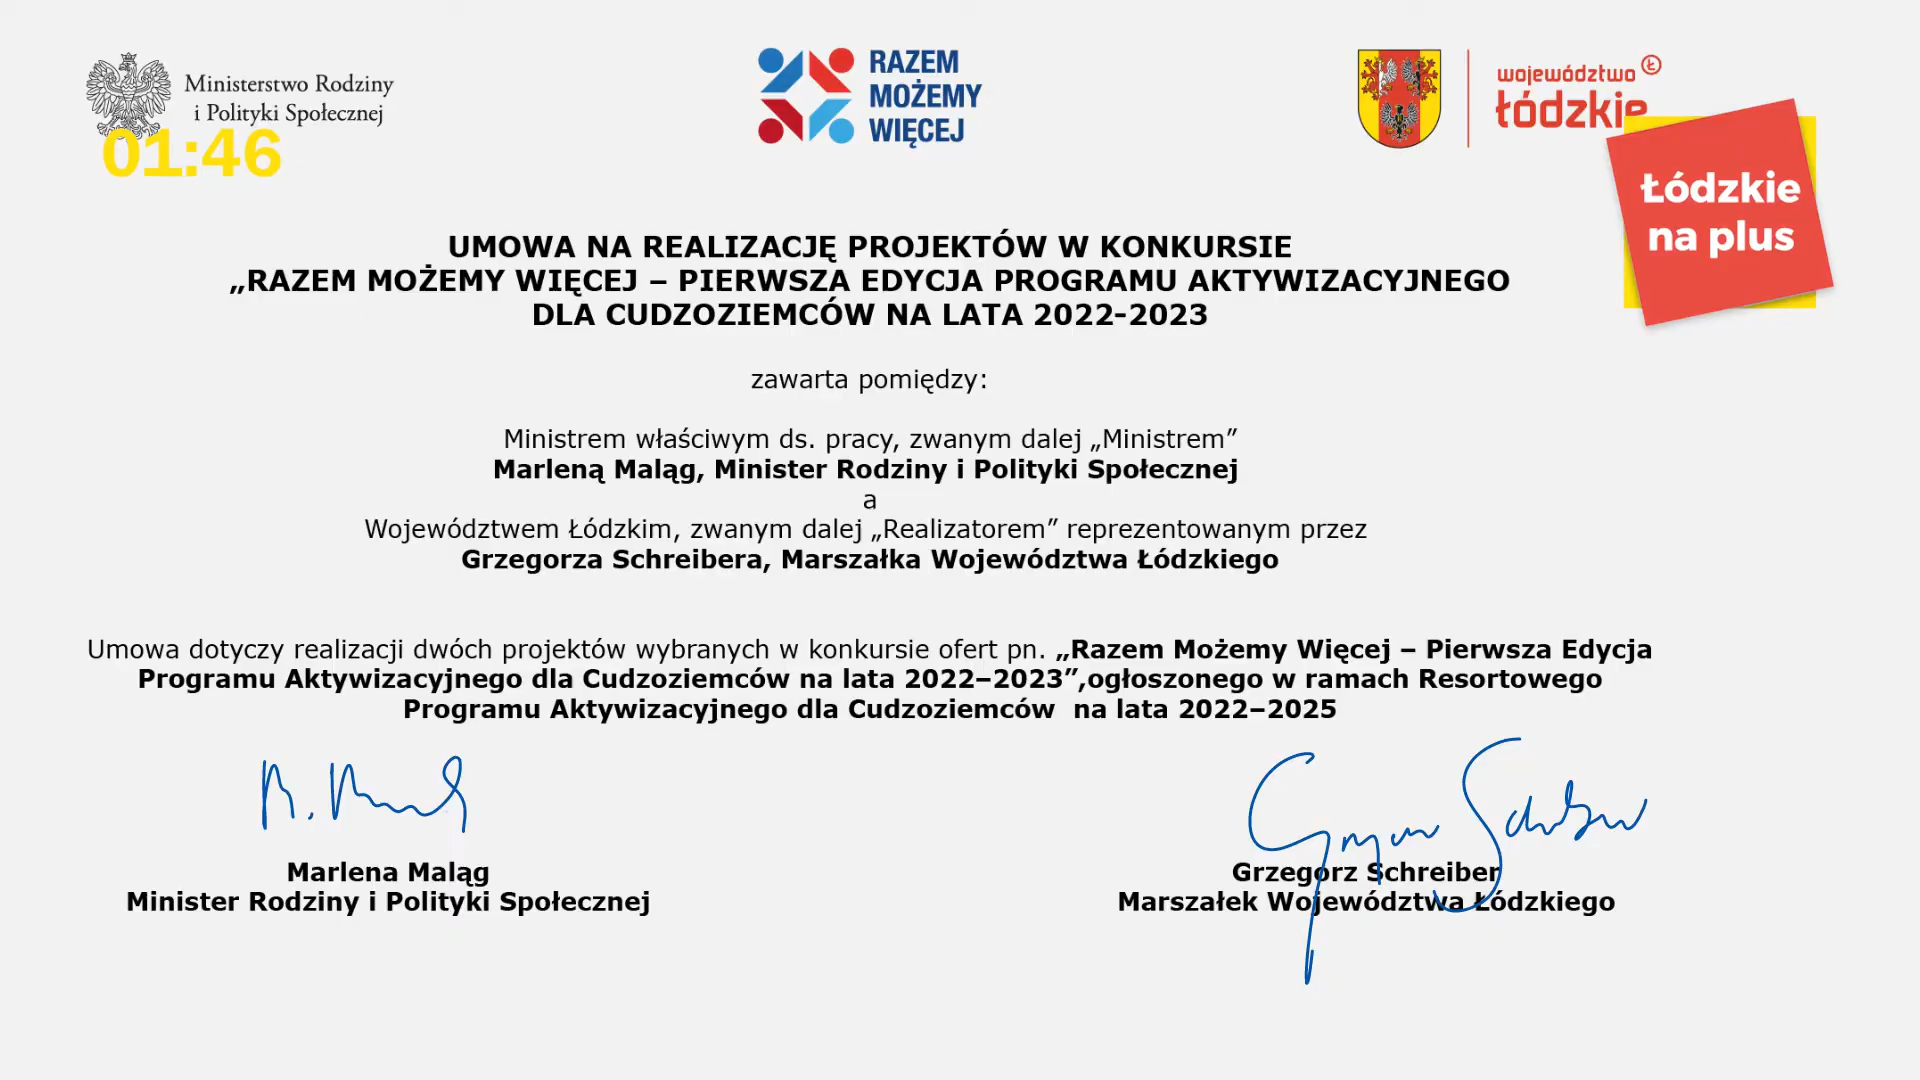 Ministerstwo Rodziny
i Polityki Społecznej
01:46
RAZEM
MOŻEMY
WIĘCEJ
województwo Ł
łódzkie
Łódzkie
na plus
UMOWA NA REALIZACJĘ PROJEKTÓW W KONKURSIE
„RAZEM MOŻEMY WIĘCEJ – PIERWSZA EDYCJA PROGRAMU AKTYWIZACYJNEGO
DLA CUDZOZIEMCÓW NA LATA 2022-2023
zawarta pomiędzy:
Ministrem właściwym ds. pracy, zwanym dalej „Ministrem”
Marleną Maląg, Minister Rodziny i Polityki Społecznej
a
Województwem Łódzkim, zwanym dalej „Realizatorem” reprezentowanym przez
Grzegorza Schreibera, Marszałka Województwa Łódzkiego
Umowa dotyczy realizacji dwóch projektów wybranych w konkursie ofert pn. „Razem Możemy Więcej – Pierwsza Edycja
Programu Aktywizacyjnego dla Cudzoziemców na lata 2022–2023”,ogłoszonego w ramach Resortowego
Programu Aktywizacyjnego dla Cudzoziemców na lata 2022–2025
Marlena Maląg
Minister Rodziny i Polityki Społecznej
Grzegorz Schreiber
Marszałek Województwa Łódzkiego